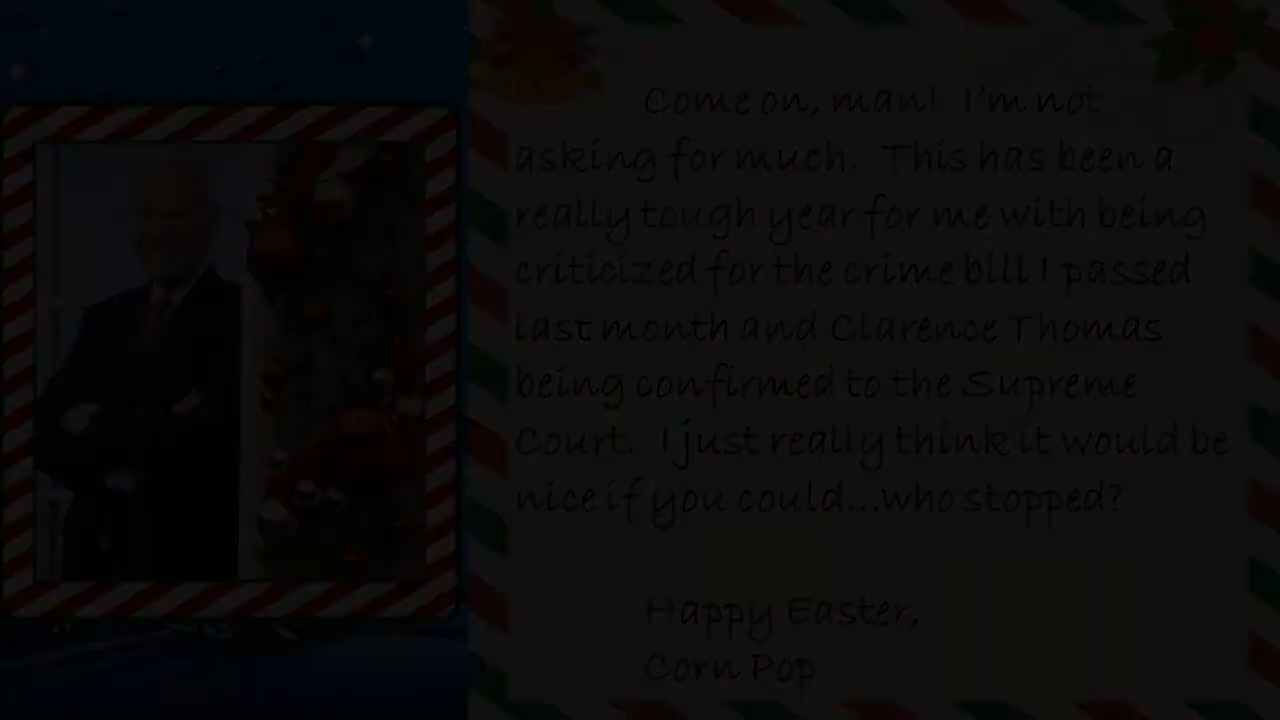 Come on, man! I'm not
asking for much. This has been a
really tough year for me with being
criticized for the crime bill I passed
last month and Clarence Thomas
being confirmed to the Supreme
Court. I just really think it would be
nice if you could...who stopped?
Happy Easter,
Corn Pop